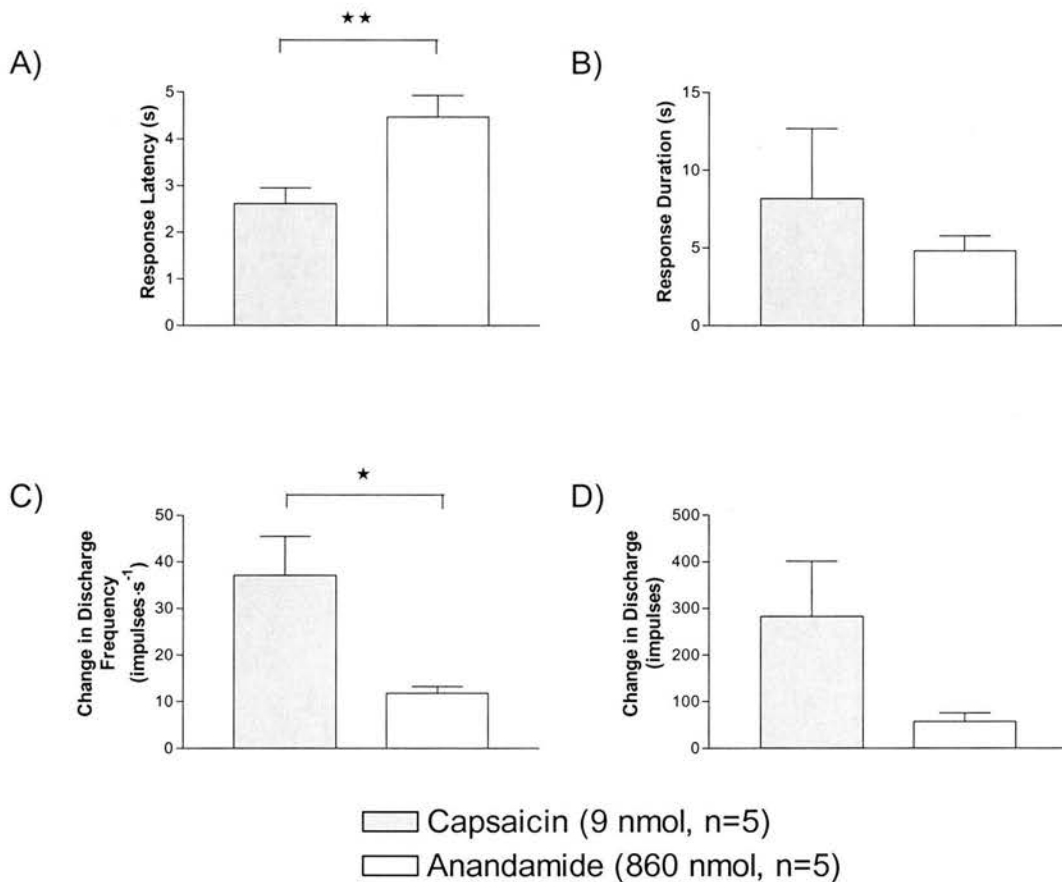 ★★
A)
Response Latency (s)
5
4
3
2
1
0
B)
Response Duration (s)
15
10
5
0
★
C)
Change in Discharge
Frequency
(impulses·s⁻¹)
50
40
30
20
10
0
D)
Change in Discharge
(impulses)
500
400
300
200
100
0
Capsaicin (9 nmol, n=5)
Anandamide (860 nmol, n=5)